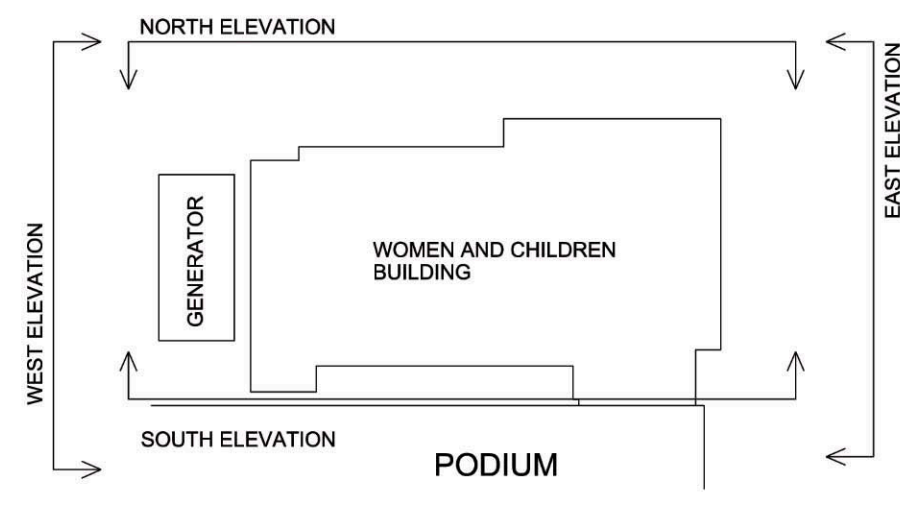 NORTH ELEVATION
EAST ELEVATION
GENERATOR
WOMEN AND CHILDREN
BUILDING
WEST ELEVATION
SOUTH ELEVATION
PODIUM